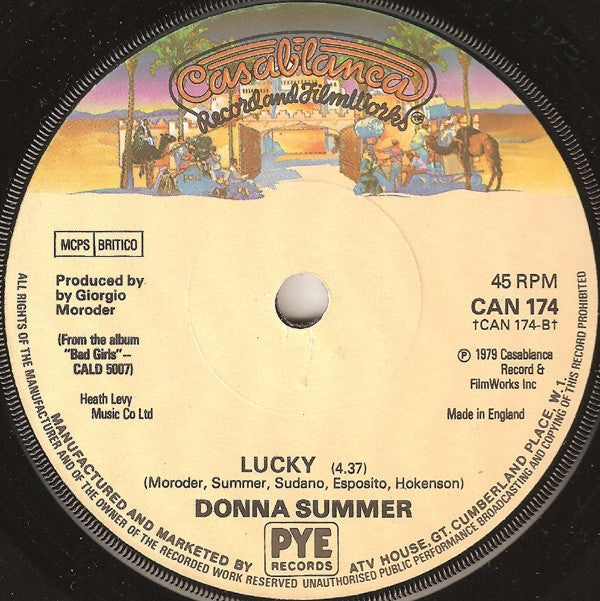 Casablanca
Record and FilmWorks™
MCPS BRITICO
Produced by
by Giorgio
Moroder
(From the album
"Bad Girls"–
CALD 5007)
Heath Levy
Music Co Ltd
45 RPM
CAN 174
†CAN 174-B†
℗ 1979 Casablanca
Record &
FilmWorks Inc
Made in England
LUCKY (4.37)
(Moroder, Summer, Sudano, Esposito, Hokenson)
DONNA SUMMER
MANUFACTURED AND MARKETED BY
PYE
RECORDS
ATV HOUSE, GT. CUMBERLAND PLACE, W.1.
ALL RIGHTS OF THE MANUFACTURER AND OF THE OWNER OF THE RECORDED WORK RESERVED UNAUTHORISED PUBLIC PERFORMANCE BROADCASTING AND COPYING OF THIS RECORD PROHIBITED